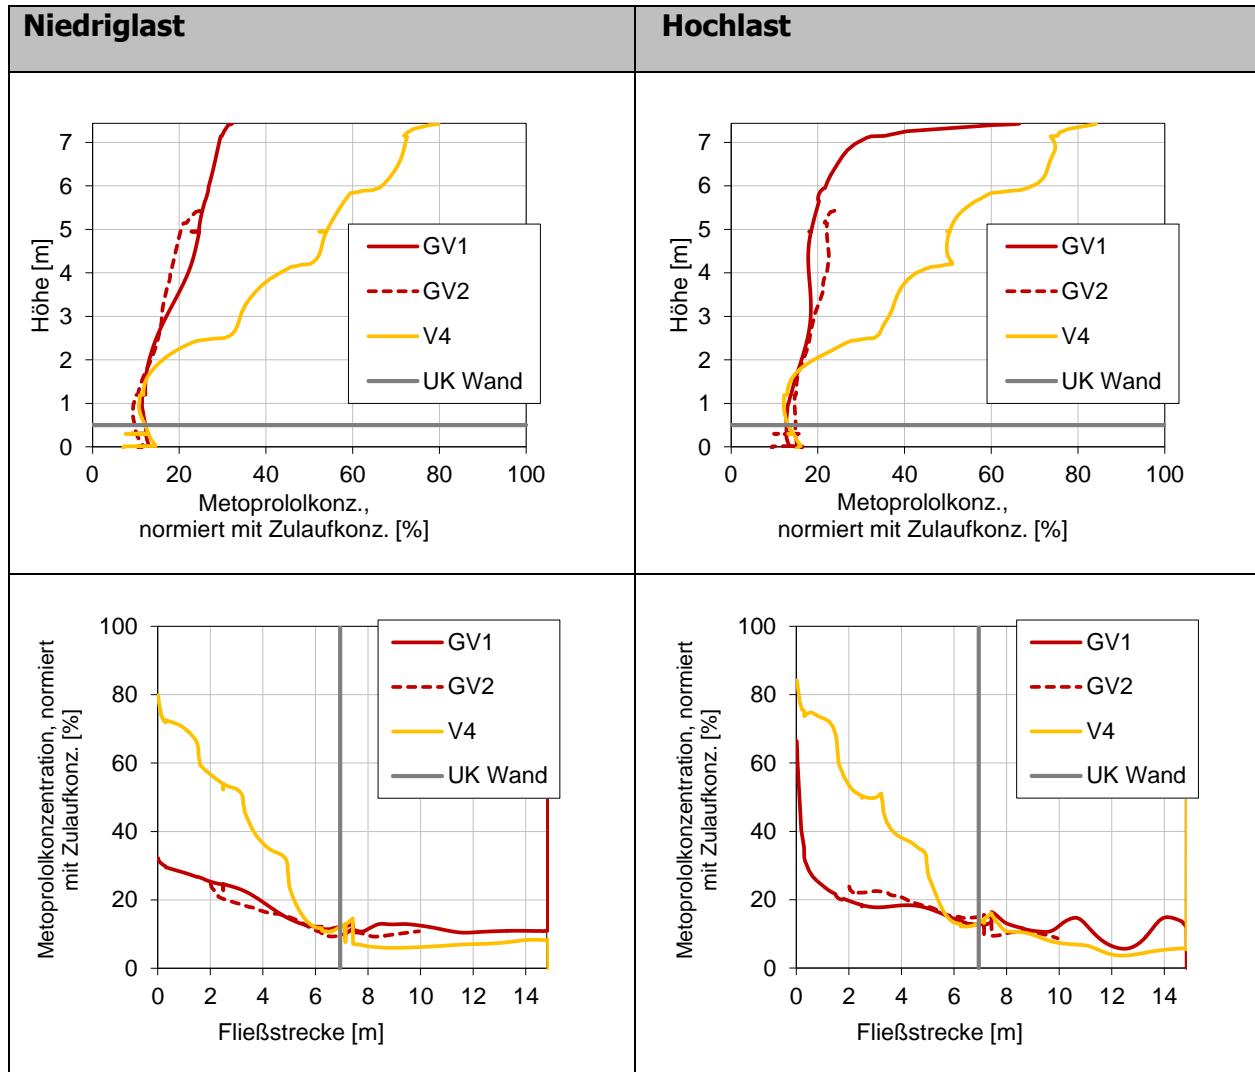 Niedriglast
Hochlast
Höhe [m]
7
6
5
4
3
2
1
0
0 20 40 60 80 100
Metoprololkonz.,
normiert mit Zulaufkonz. [%]
GV1
GV2
V4
UK Wand
Höhe [m]
7
6
5
4
3
2
1
0
0 20 40 60 80 100
Metoprololkonz.,
normiert mit Zulaufkonz. [%]
GV1
GV2
V4
UK Wand
Metoprololkonzentration, normiert
mit Zulaufkonz. [%]
100
80
60
40
20
0
0 2 4 6 8 10 12 14
Fließstrecke [m]
GV1
GV2
V4
UK Wand
Metoprololkonzentration, normiert
mit Zulaufkonz. [%]
100
80
60
40
20
0
0 2 4 6 8 10 12 14
Fließstrecke [m]
GV1
GV2
V4
UK Wand